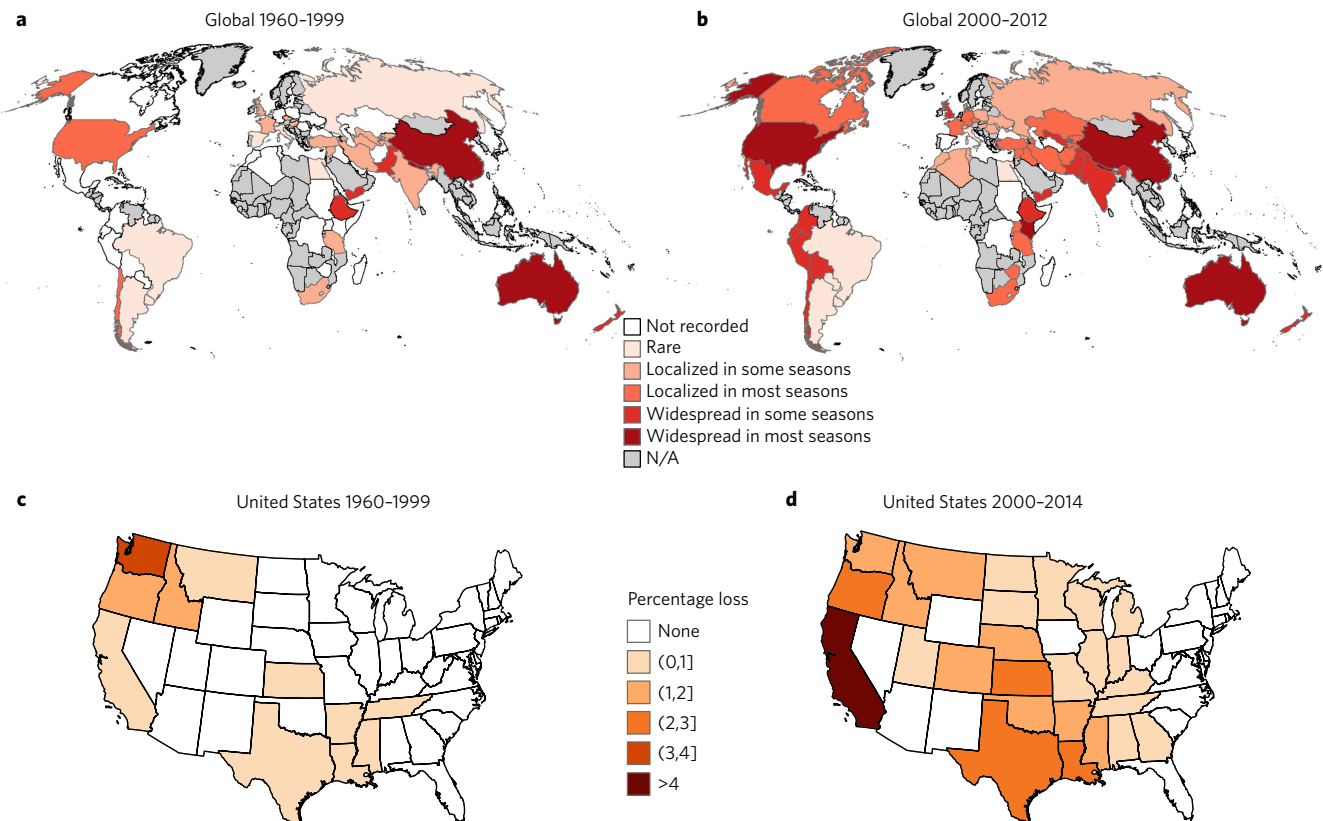 a
Global 1960–1999
b
Global 2000–2012
Not recorded
Rare
Localized in some seasons
Localized in most seasons
Widespread in some seasons
Widespread in most seasons
N/A
c
United States 1960–1999
d
United States 2000–2014
Percentage loss
None
(0,1]
(1,2]
(2,3]
(3,4]
>4